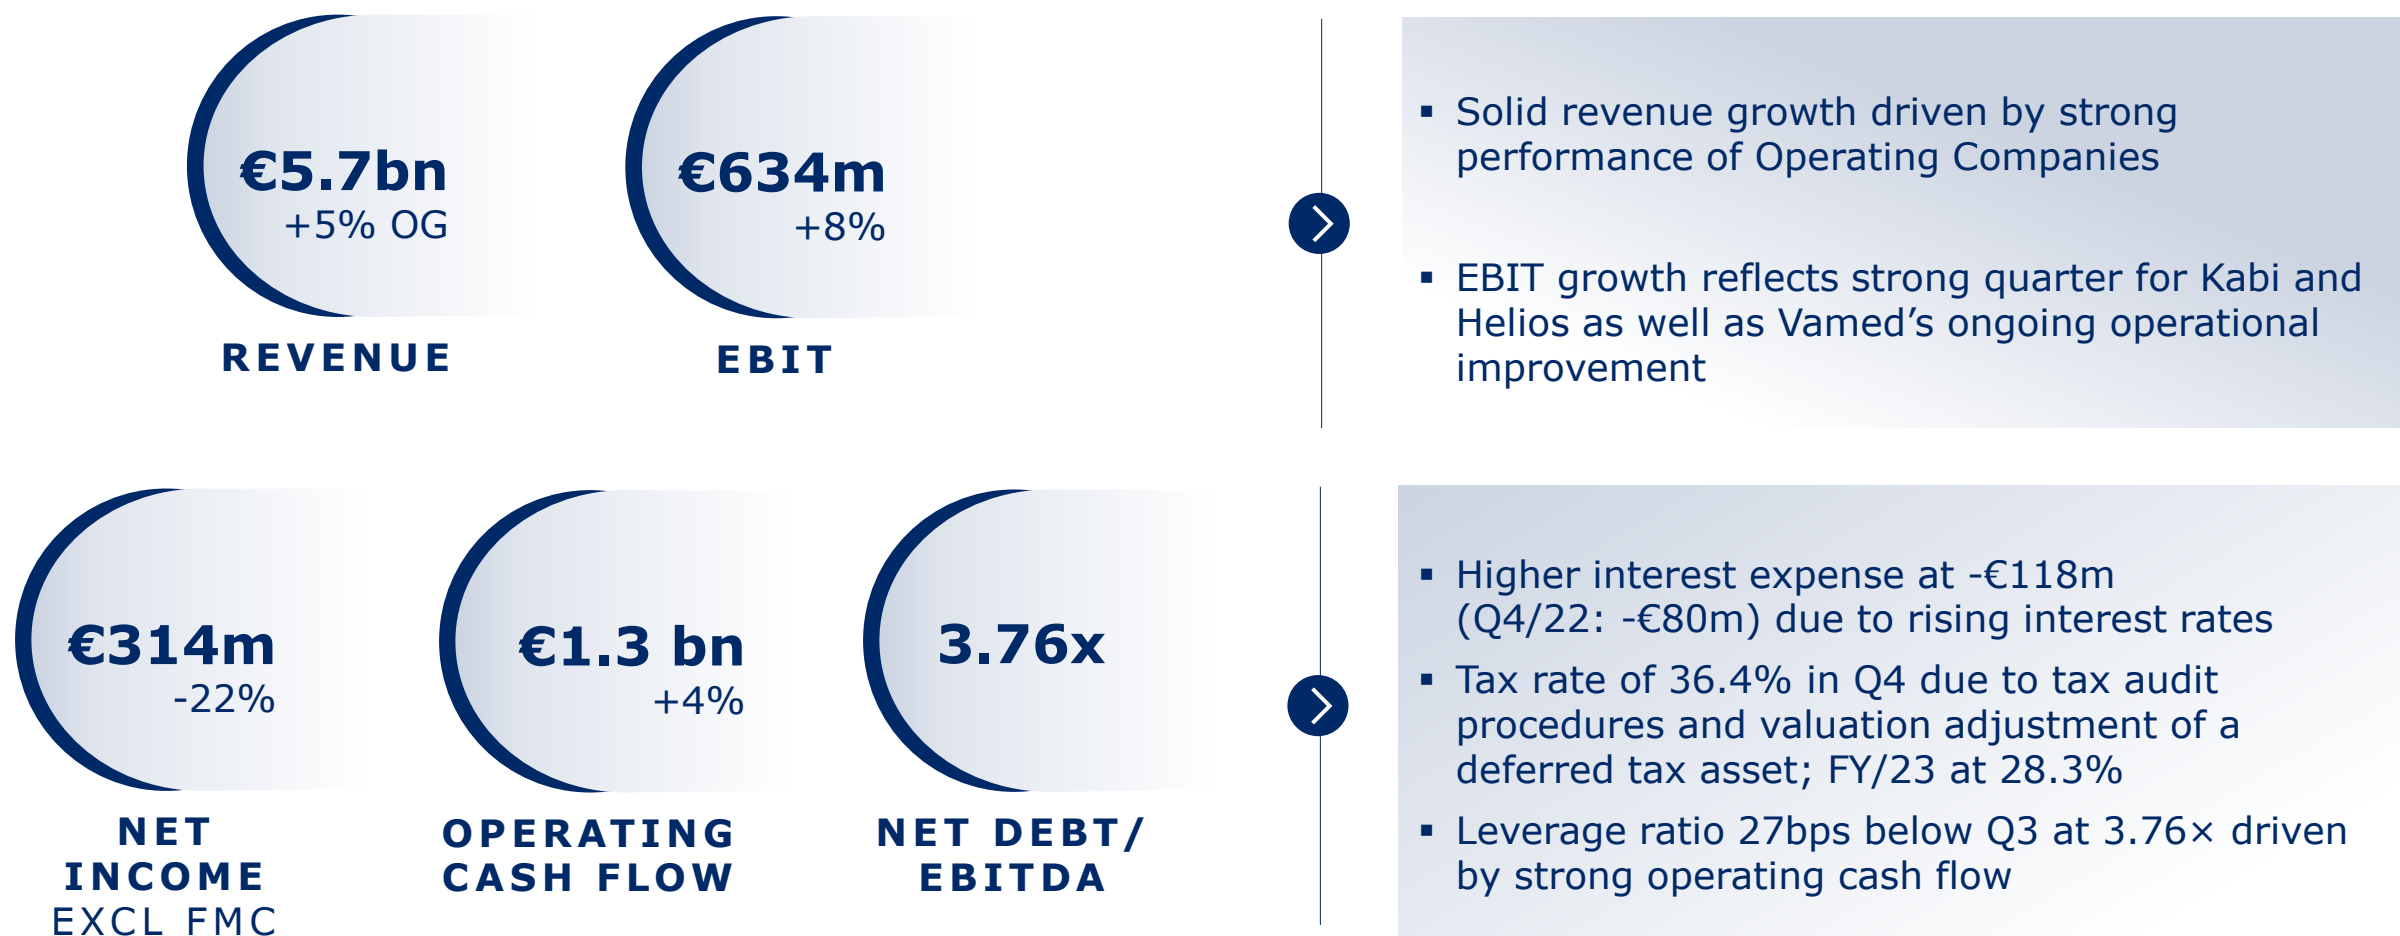 €5.7bn
+5% OG
REVENUE
€634m
+8%
EBIT
▪ Solid revenue growth driven by strong
performance of Operating Companies
▪ EBIT growth reflects strong quarter for Kabi and
Helios as well as Vamed’s ongoing operational
improvement
€314m
-22%
NET
INCOME
EXCL FMC
€1.3 bn
+4%
OPERATING
CASH FLOW
3.76x
NET DEBT/
EBITDA
▪ Higher interest expense at -€118m
(Q4/22: -€80m) due to rising interest rates
▪ Tax rate of 36.4% in Q4 due to tax audit
procedures and valuation adjustment of a
deferred tax asset; FY/23 at 28.3%
▪ Leverage ratio 27bps below Q3 at 3.76× driven
by strong operating cash flow